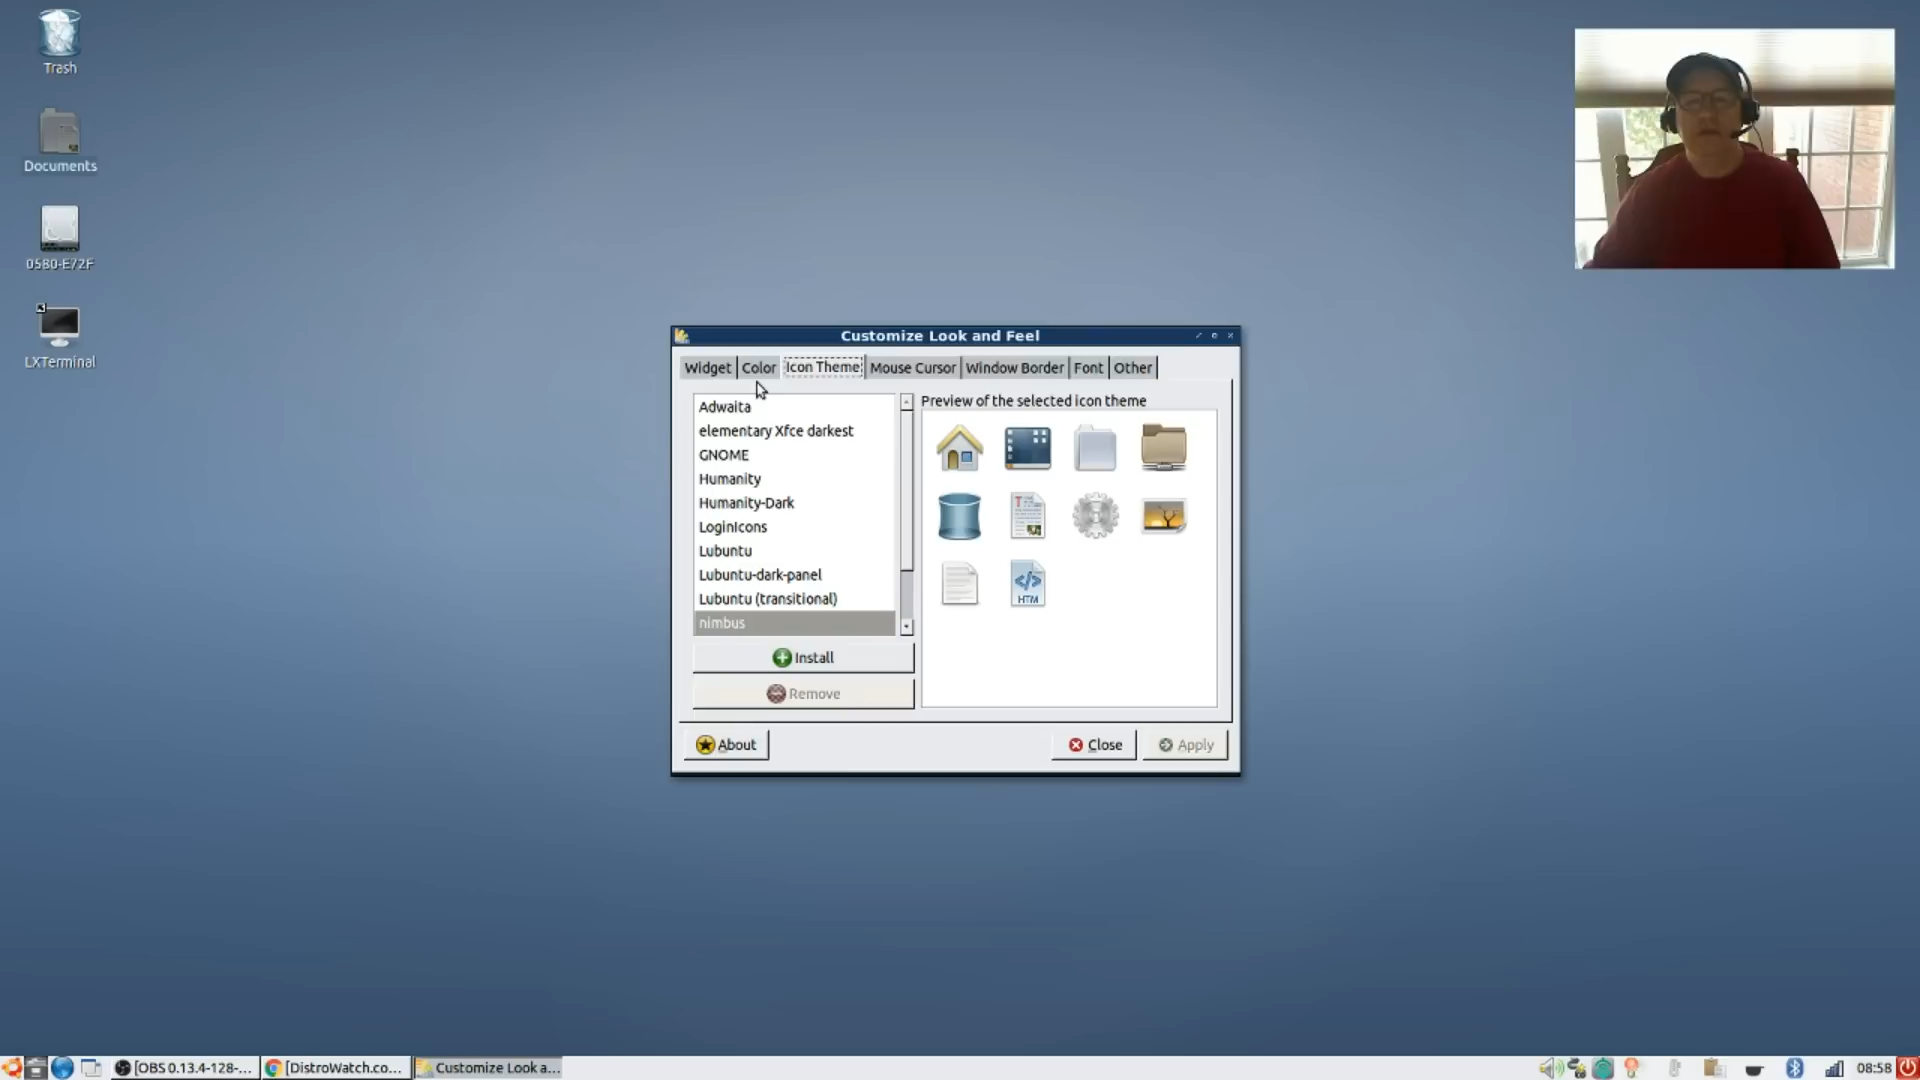 Trash
Documents
0580-E72F
LXTerminal
Customize Look and Feel
Widget
Color
Icon Theme
Mouse Cursor
Window Border
Font
Other
Adwaita
elementary Xfce darkest
GNOME
Humanity
Humanity-Dark
LoginIcons
Lubuntu
Lubuntu-dark-panel
Lubuntu (transitional)
nimbus
Install
Remove
Preview of the selected icon theme
HTM
About
Close
Apply
[OBS 0.13.4-128-...
[DistroWatch.co...
Customize Look a...
08:58